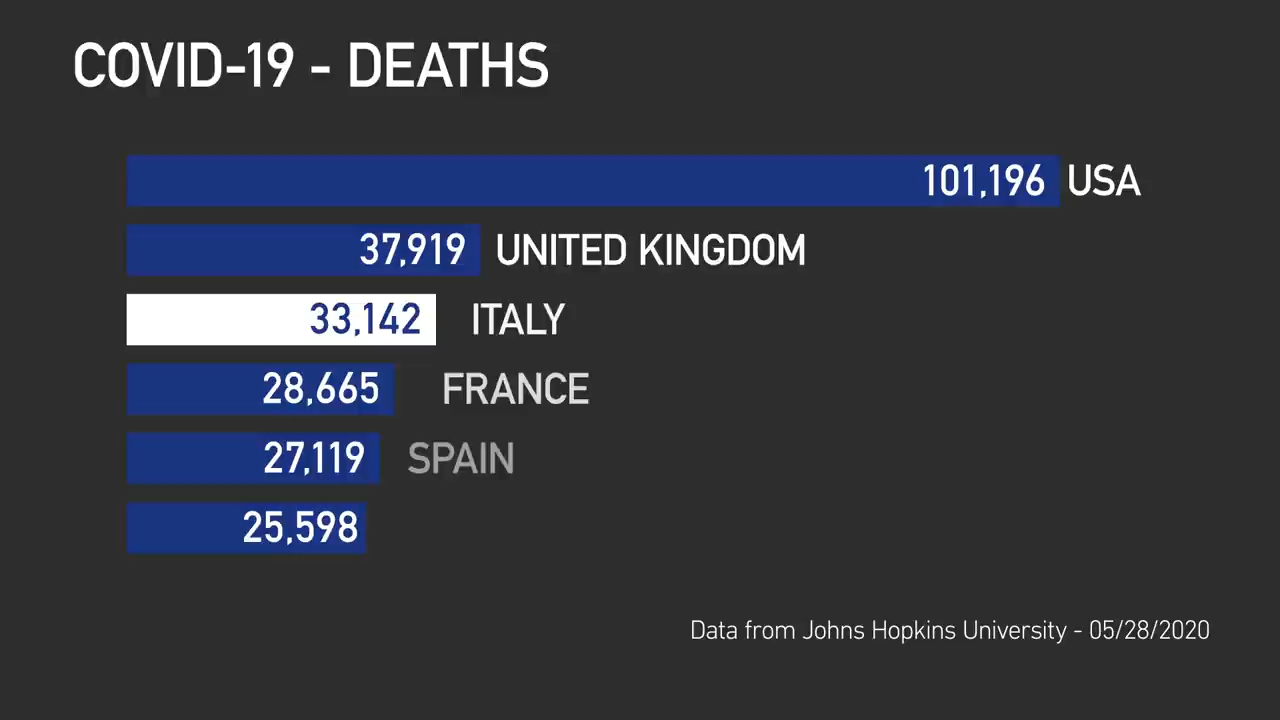 COVID-19 - DEATHS
101,196 USA
37,919 UNITED KINGDOM
33,142 ITALY
28,665 FRANCE
27,119 SPAIN
25,598
Data from Johns Hopkins University - 05/28/2020